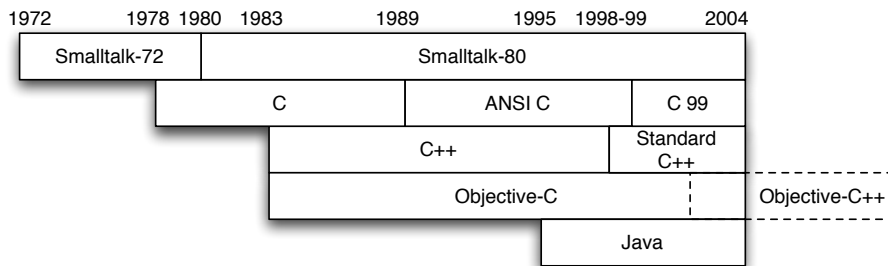 1972 1978 1980 1983 1989 1995 1998-99 2004
Smalltalk-72 Smalltalk-80
C ANSI C C 99
C++ Standard
C++
Objective-C Objective-C++
Java